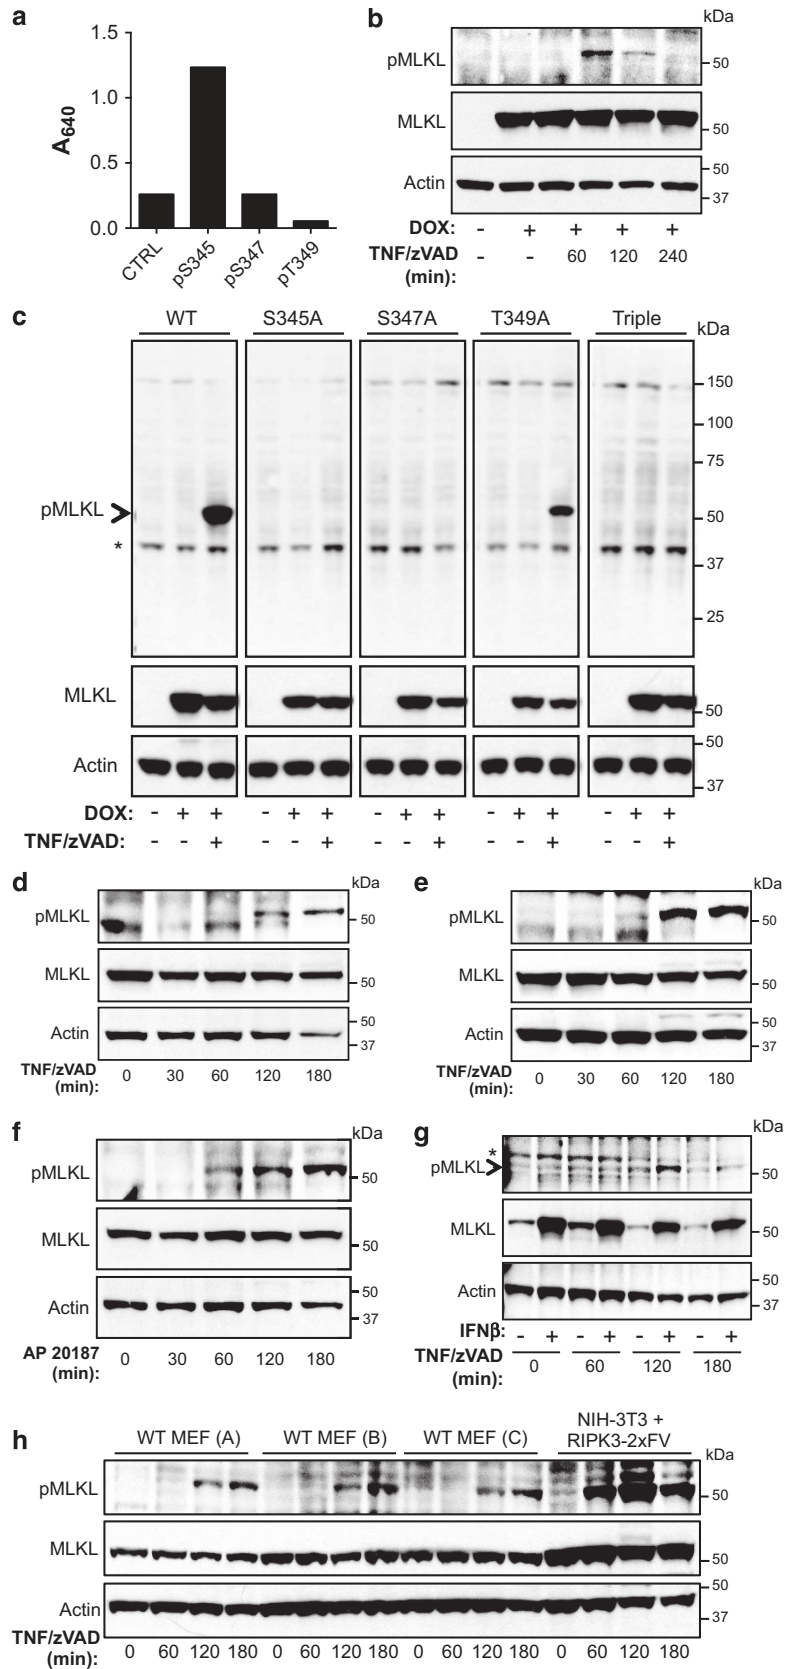 a
1.5
1.0
0.5
0.0
A640
CTRL
pS345
pS347
pT349
b
kDa
pMLKL
50
MLKL
50
Actin
50
37
DOX: - + + + +
TNF/zVAD (min): - - 60 120 240
c
WT S345A S347A T349A Triple
kDa
150
100
75
pMLKL
50
*
37
25
MLKL
50
Actin
50
37
DOX: - + + - + + - + + - + + - + +
TNF/zVAD: - - + - - + - - + - - + - - +
d
kDa
pMLKL
50
MLKL
50
Actin
50
37
TNF/zVAD
(min): 0 30 60 120 180
e
kDa
pMLKL
50
MLKL
50
Actin
50
37
TNF/zVAD
(min): 0 30 60 120 180
f
kDa
pMLKL
50
MLKL
50
Actin
50
37
AP 20187
(min): 0 30 60 120 180
g
kDa
*
pMLKL
50
MLKL
50
Actin
50
37
IFNβ: - + - + - + - +
TNF/zVAD
(min): 0 60 120 180
h
WT MEF (A) WT MEF (B) WT MEF (C) NIH-3T3 +
RIPK3-2xFV
kDa
pMLKL
50
MLKL
50
Actin
50
37
TNF/zVAD
(min): 0 60 120 180 0 60 120 180 0 60 120 180 0 60 120 180